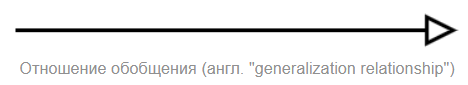 Отношение обобщения (англ. "generalization relationship")